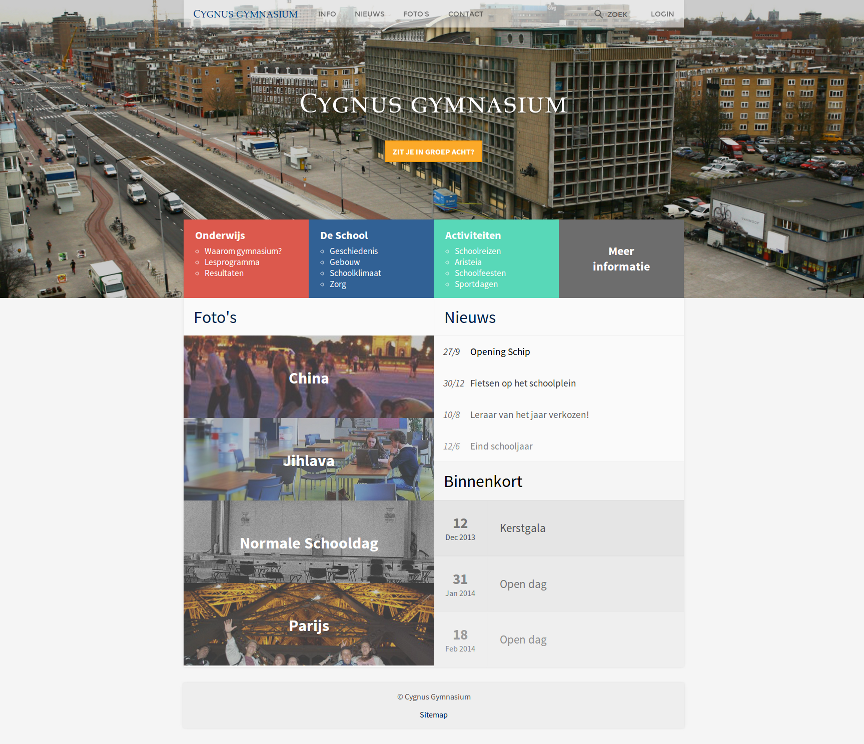 CYGNUS GYMNASIUM INFO NIEUWS FOTO'S CONTACT ZOEK LOGIN
CYGNUS GYMNASIUM
ZIT JE IN GROEP ACHT?
Onderwijs
Waarom gymnasium?
Lesprogramma
Resultaten
De School
Geschiedenis
Gebouw
Schoolklimaat
Zorg
Activiteiten
Schoolreizen
Aristeia
Schoolfeesten
Sportdagen
Meer
informatie
Foto's
China
Jihlava
Normale Schooldag
Parijs
Nieuws
27/9 Opening Schip
30/12 Fietsen op het schoolplein
10/8 Leraar van het jaar verkozen!
12/6 Eind schooljaar
Binnenkort
12
Dec 2013
Kerstgala
31
Jan 2014
Open dag
18
Feb 2014
Open dag
© Cygnus Gymnasium
Sitemap